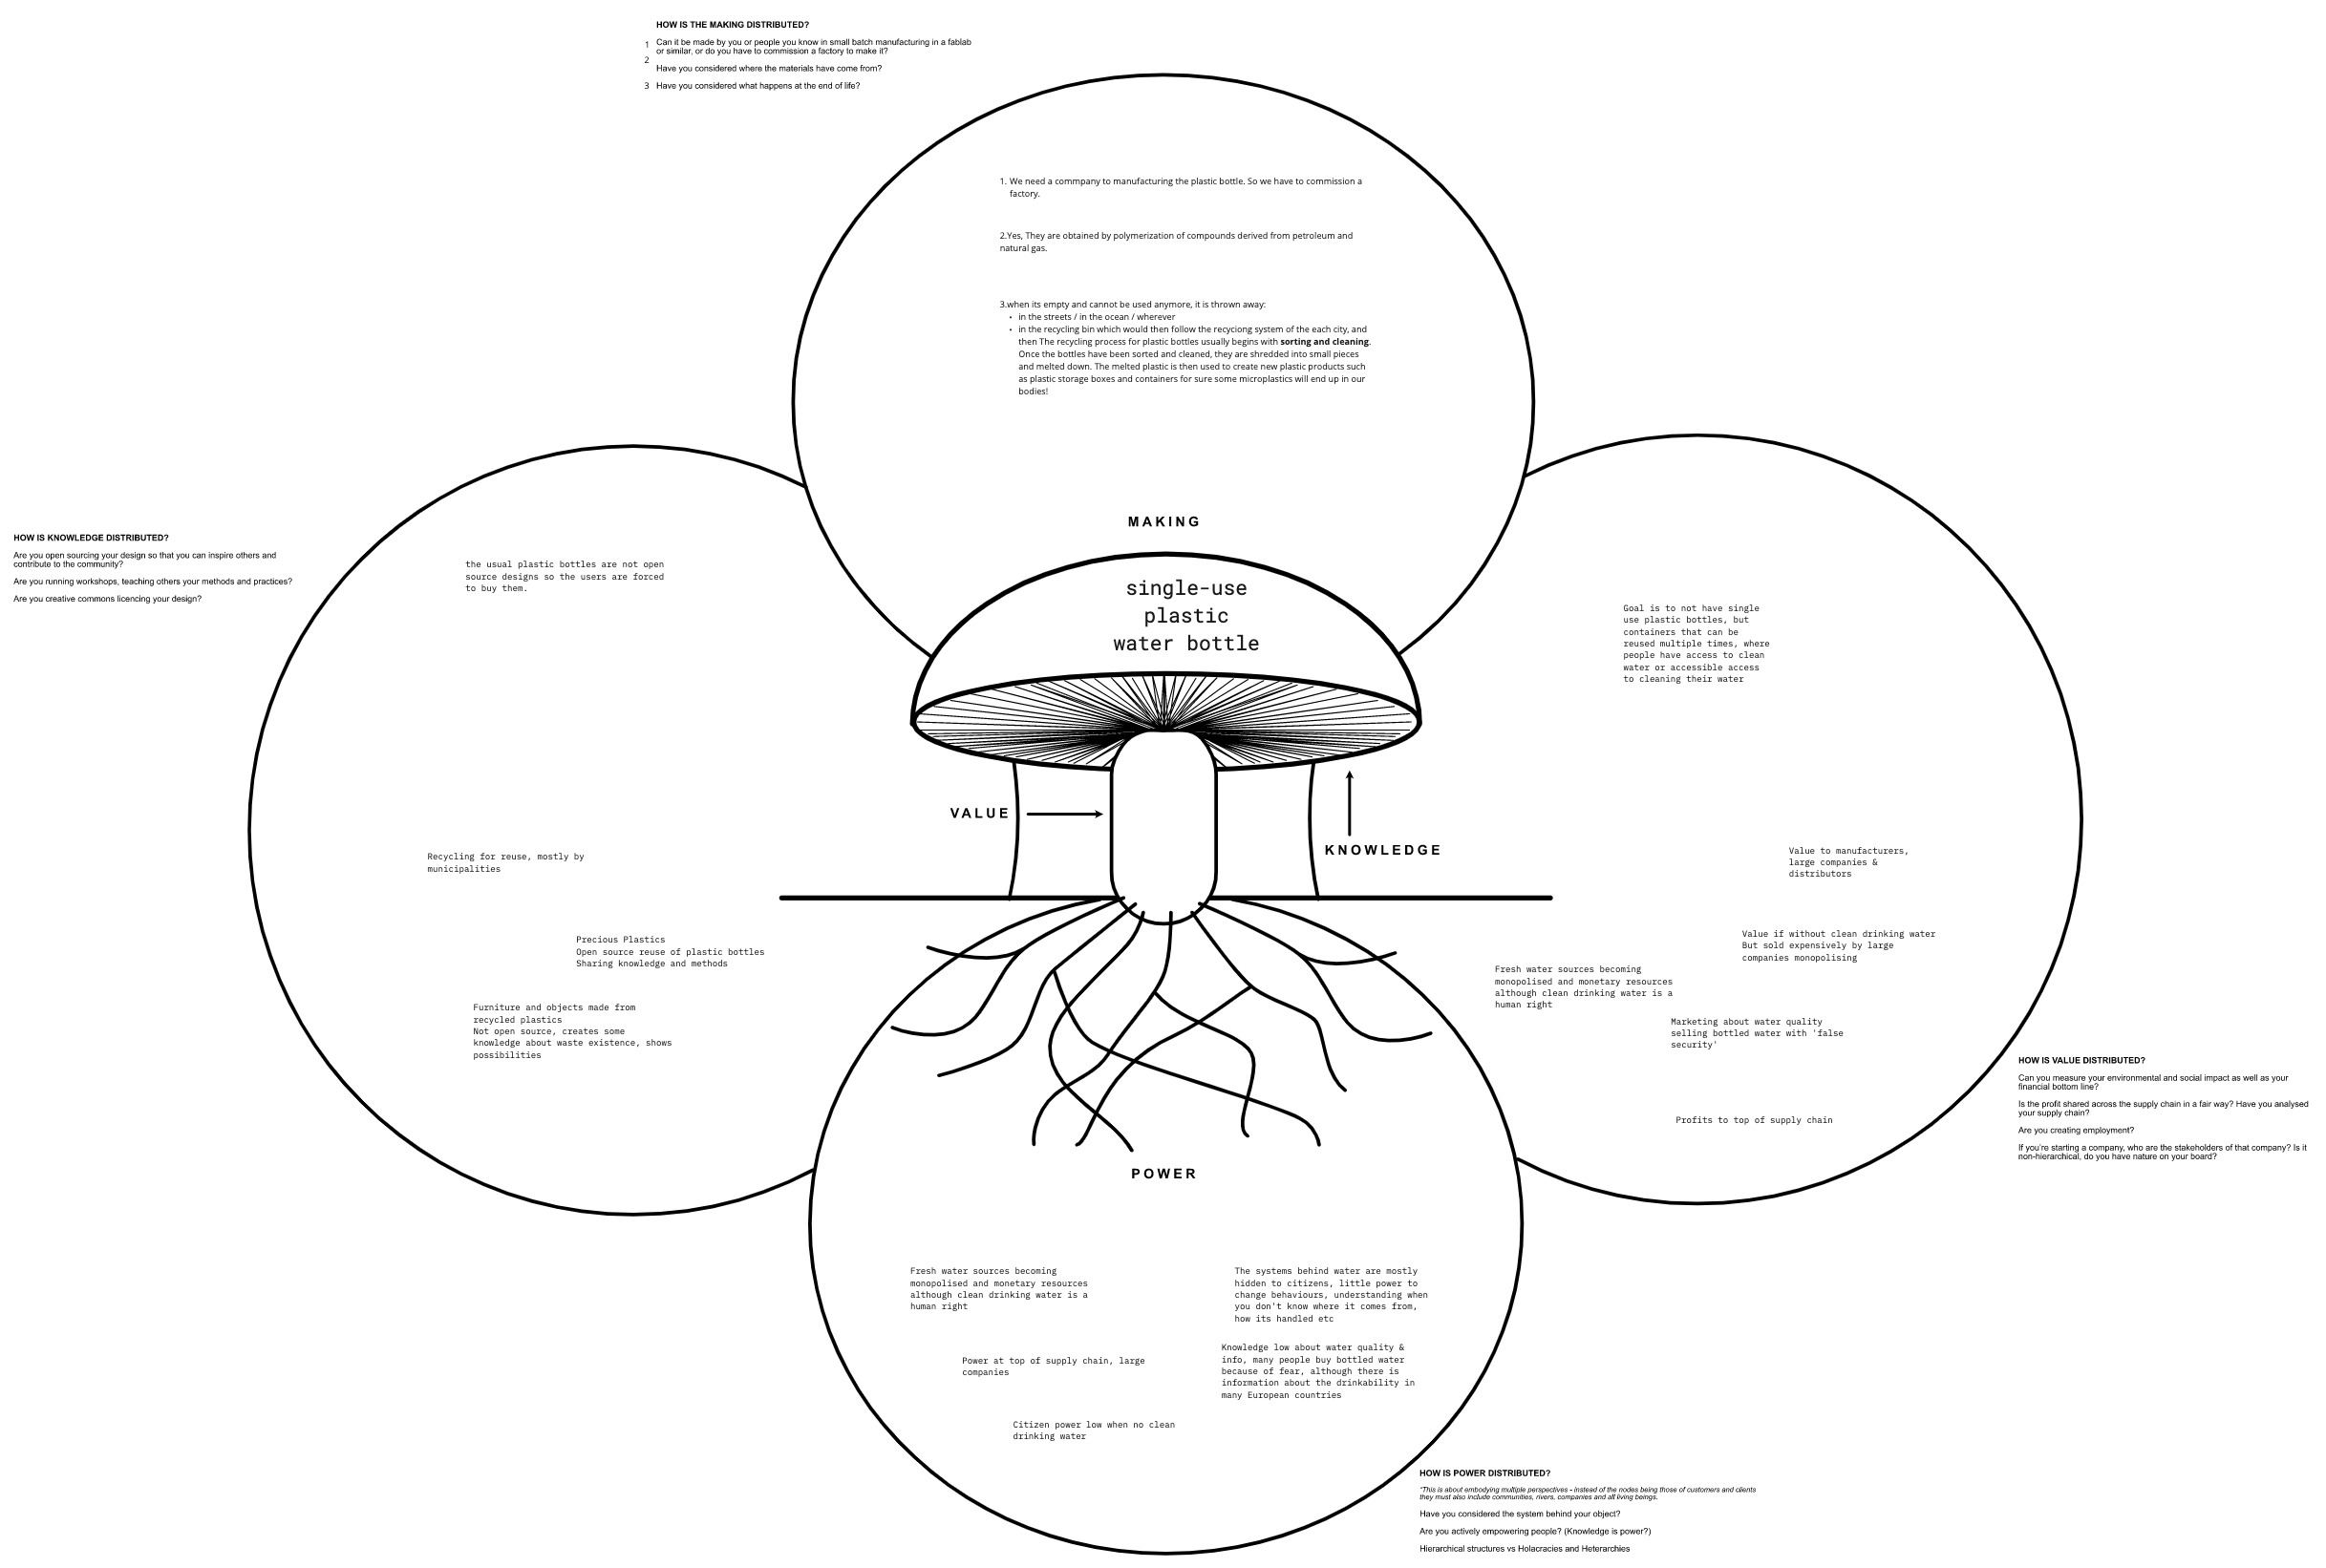 HOW IS THE MAKING DISTRIBUTED?
1 Can it be made by you or people you know in small batch manufacturing in a fablab
or similar, or do you have to commission a factory to make it?
2
Have you considered where the materials have come from?
3 Have you considered what happens at the end of life?
1. We need a commpany to manufacturing the plastic bottle. So we have to commission a
factory.
2.Yes, They are obtained by polymerization of compounds derived from petroleum and
natural gas.
3.when its empty and cannot be used anymore, it is thrown away:
• in the streets / in the ocean / wherever
• in the recycling bin which would then follow the recyciong system of the each city, and
then The recycling process for plastic bottles usually begins with sorting and cleaning.
Once the bottles have been sorted and cleaned, they are shredded into small pieces
and melted down. The melted plastic is then used to create new plastic products such
as plastic storage boxes and containers for sure some microplastics will end up in our
bodies!
MAKING
single-use
plastic
water bottle
HOW IS KNOWLEDGE DISTRIBUTED?
Are you open sourcing your design so that you can inspire others and
contribute to the community?
Are you running workshops, teaching others your methods and practices?
Are you creative commons licencing your design?
the usual plastic bottles are not open
source designs so the users are forced
to buy them.
Recycling for reuse, mostly by
municipalities
Precious Plastics
Open source reuse of plastic bottles
Sharing knowledge and methods
Furniture and objects made from
recycled plastics
Not open source, creates some
knowledge about waste existence, shows
possibilities
VALUE
KNOWLEDGE
Goal is to not have single
use plastic bottles, but
containers that can be
reused multiple times, where
people have access to clean
water or accessible access
to cleaning their water
Value to manufacturers,
large companies &
distributors
Value if without clean drinking water
But sold expensively by large
companies monopolising
Fresh water sources becoming
monopolised and monetary resources
although clean drinking water is a
human right
Marketing about water quality
selling bottled water with 'false
security'
Profits to top of supply chain
HOW IS VALUE DISTRIBUTED?
Can you measure your environmental and social impact as well as your
financial bottom line?
Is the profit shared across the supply chain in a fair way? Have you analysed
your supply chain?
Are you creating employment?
If you're starting a company, who are the stakeholders of that company? Is it
non-hierarchical, do you have nature on your board?
POWER
Fresh water sources becoming
monopolised and monetary resources
although clean drinking water is a
human right
Power at top of supply chain, large
companies
Citizen power low when no clean
drinking water
The systems behind water are mostly
hidden to citizens, little power to
change behaviours, understanding when
you don't know where it comes from,
how its handled etc
Knowledge low about water quality &
info, many people buy bottled water
because of fear, although there is
information about the drinkability in
many European countries
HOW IS POWER DISTRIBUTED?
*This is about embodying multiple perspectives - instead of the nodes being those of customers and clients
they must also include communities, rivers, companies and all living beings.
Have you considered the system behind your object?
Are you actively empowering people? (Knowledge is power?)
Hierarchical structures vs Holacracies and Heterarchies